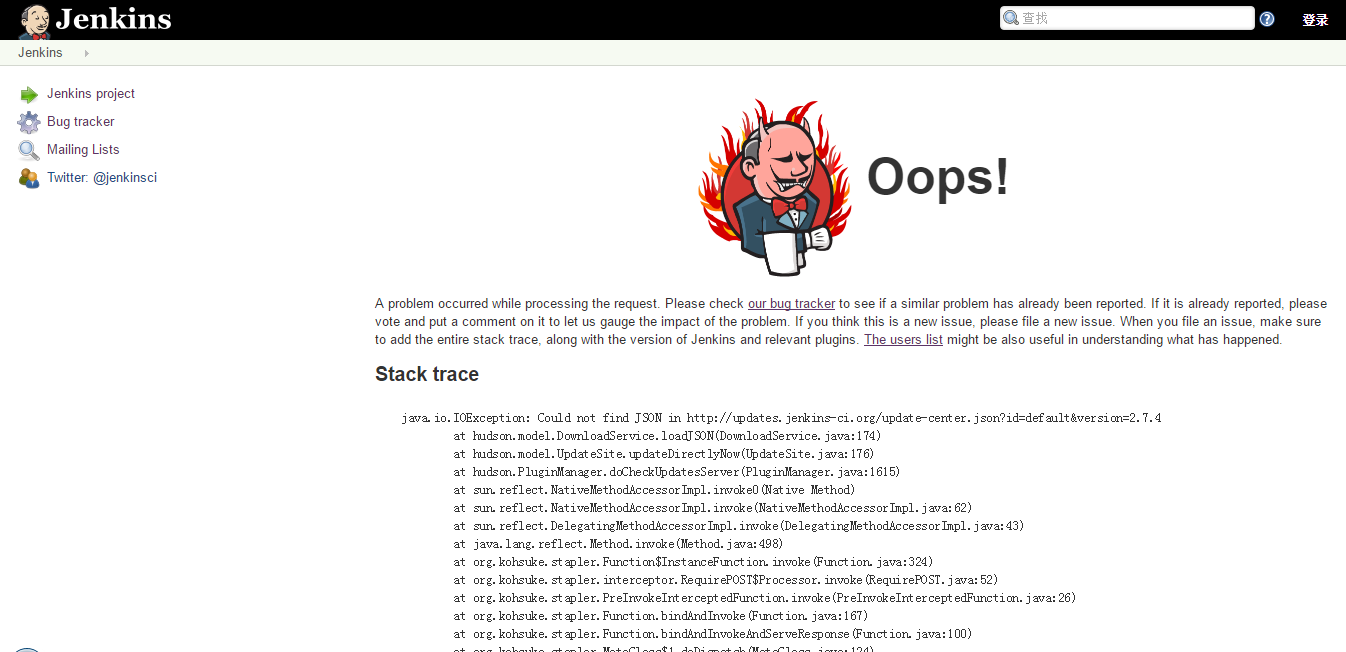 Jenkins
查找
登录
Jenkins
Jenkins project
Bug tracker
Mailing Lists
Twitter: @jenkinsci
Oops!
A problem occurred while processing the request. Please check our bug tracker to see if a similar problem has already been reported. If it is already reported, please
vote and put a comment on it to let us gauge the impact of the problem. If you think this is a new issue, please file a new issue. When you file an issue, make sure
to add the entire stack trace, along with the version of Jenkins and relevant plugins. The users list might be also useful in understanding what has happened.
Stack trace
java.io.IOException: Could not find JSON in http://updates.jenkins-ci.org/update-center.json?id=default&version=2.7.4
at hudson.model.DownloadService.loadJSON(DownloadService.java:174)
at hudson.model.UpdateSite.updateDirectlyNow(UpdateSite.java:176)
at hudson.PluginManager.doCheckUpdatesServer(PluginManager.java:1615)
at sun.reflect.NativeMethodAccessorImpl.invoke0(Native Method)
at sun.reflect.NativeMethodAccessorImpl.invoke(NativeMethodAccessorImpl.java:62)
at sun.reflect.DelegatingMethodAccessorImpl.invoke(DelegatingMethodAccessorImpl.java:43)
at java.lang.reflect.Method.invoke(Method.java:498)
at org.kohsuke.stapler.Function$InstanceFunction.invoke(Function.java:324)
at org.kohsuke.stapler.interceptor.RequirePOST$Processor.invoke(RequirePOST.java:52)
at org.kohsuke.stapler.PreInvokeInterceptedFunction.invoke(PreInvokeInterceptedFunction.java:26)
at org.kohsuke.stapler.Function.bindAndInvoke(Function.java:167)
at org.kohsuke.stapler.Function.bindAndInvokeAndServeResponse(Function.java:100)
at org.kohsuke.stapler.MetaClass$1.doDispatch(MetaClass.java:124)